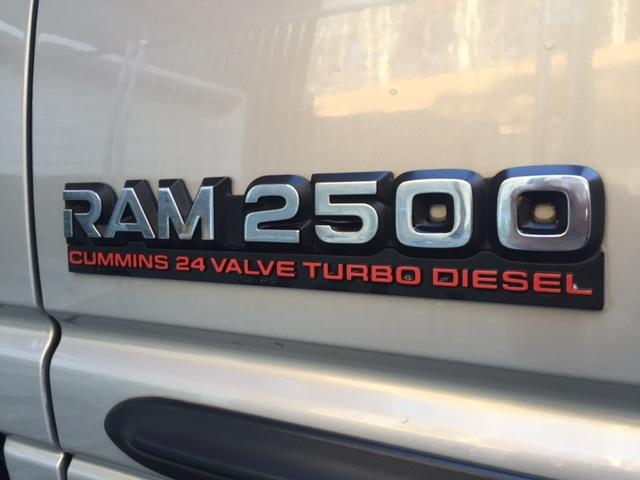 RAM 2500
CUMMINS 24 VALVE TURBO DIESEL